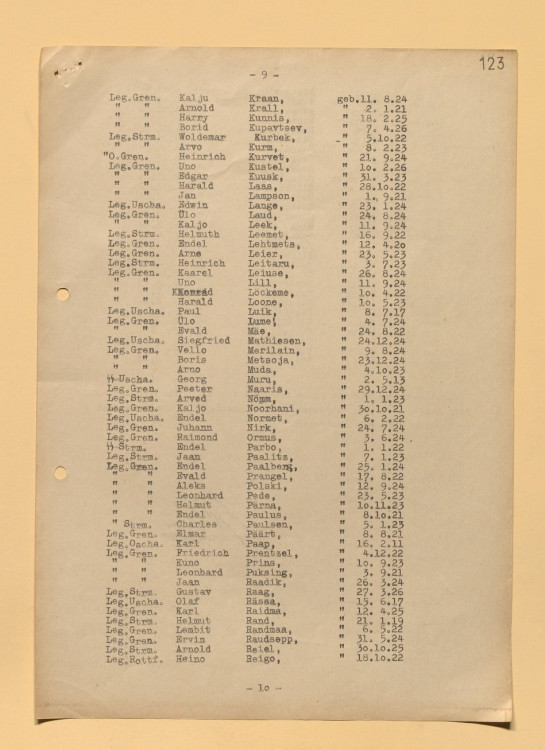 123
- 9 -
Leg.Gren. Kalju Kraan, geb.11. 8.24
" " Arnold Krall, " 2. 1.21
" " Harry Kunnis, " 18. 2.25
" " Borid Kupavtsev, " 7. 4.26
Leg.Strm. Woldemar Kurbek, " 5.10.22
" " Arvo Kurm, " 8. 2.23
"O.Gren. Heinrich Kurvet, " 21. 9.24
Leg.Gren. Uno Kustel, " 1o. 2.26
" " Edgar Kuusk, " 31. 3.23
" " Harald Laas, " 28.1o.22
" " Jan Lampson, " 1. 9.21
Leg.Uscha. Edwin Lange, " 23. 1.24
Leg.Gren. Ülo Laud, " 24. 8.24
" " Kaljo Leek, " 11. 9.24
Leg.Strm. Helmuth Leemet, " 16. 9.22
Leg.Gren. Endel Lehtmets, " 12. 4.2o
Leg.Gren. Arne Leier, " 23. 5.23
Leg.Strm. Heinrich Leitaru, " 3. 7.23
Leg.Gren. Kaarel Leiuse, " 26. 8.24
" " Uno Lill, " 11. 9.24
" " Konrad Lockeme, " 1o. 4.22
" " Harald Loone, " 1o. 5.23
Leg.Uscha. Paul Luik, " 8. 7.17
Leg.Gren. Ülo Lume, " 4. 7.24
" " Evald Mäe, " 24. 8.22
Leg.Uscha. Siegfried Mathiesen, " 24.12.24
Leg.Gren. Vello Merilain, " 9. 8.24
" " Boris Metsoja, " 23.12.24
" " Arno Muda, " 4.1o.23
ᛋᛋ-Uscha. Georg Muru, " 2. 5.13
Leg.Gren. Peeter Naaris, " 29.12.24
Leg.Strm. Arved Nõmm, " 1. 1.23
Leg.Gren. Kaljo Noorhani, " 3o.1o.21
Leg.Uscha. Endel Normet, " 6. 2.22
Leg.Gren. Juhann Nirk, " 24. 7.24
Leg.Gren. Raimond Ormus, " 3. 6.24
ᛋᛋ-Strm. Endel Parbo, " 1. 1.22
Leg.Strm. Jaan Paalits, " 7. 1.23
Leg.Gren. Endel Paalberg, " 25. 1.24
" " Evald Prangel, " 17. 8.22
" " Aleks Polski, " 12. 9.24
" " Leonhard Pede, " 23. 5.23
" " Helmut Pärna, " 1o.11.23
" " Endel Paulus, " 8.1o.21
" Strm. Charles Paulsen, " 5. 1.23
Leg.Gren. Elmar Päärt, " 8. 8.21
Leg.Oscha. Karl Paap, " 16. 2.11
Leg.Gren. Friedrich Prentzel, " 4.12.22
" " Euno Prins, " 1o. 9.23
" " Leonhard Puksing, " 3. 9.21
" " Jaan Raadik, " 26. 3.24
Leg.Strm. Gustav Raag, " 27. 3.26
Leg.Uscha. Olaf Rässa, " 13. 6.17
Leg.Gren. Karl Raidma, " 12. 4.25
Leg.Strm. Helmut Rand, " 21. 1.19
Leg.Gren. Lembit Randmaa, " 6. 5.22
Leg.Gren. Ervin Raudsepp, " 31. 5.24
Leg.Strm. Arnold Reiel, " 3o.1o.25
Leg.Rottf. Heino Reigo, " 18.1o.22
- 1o -